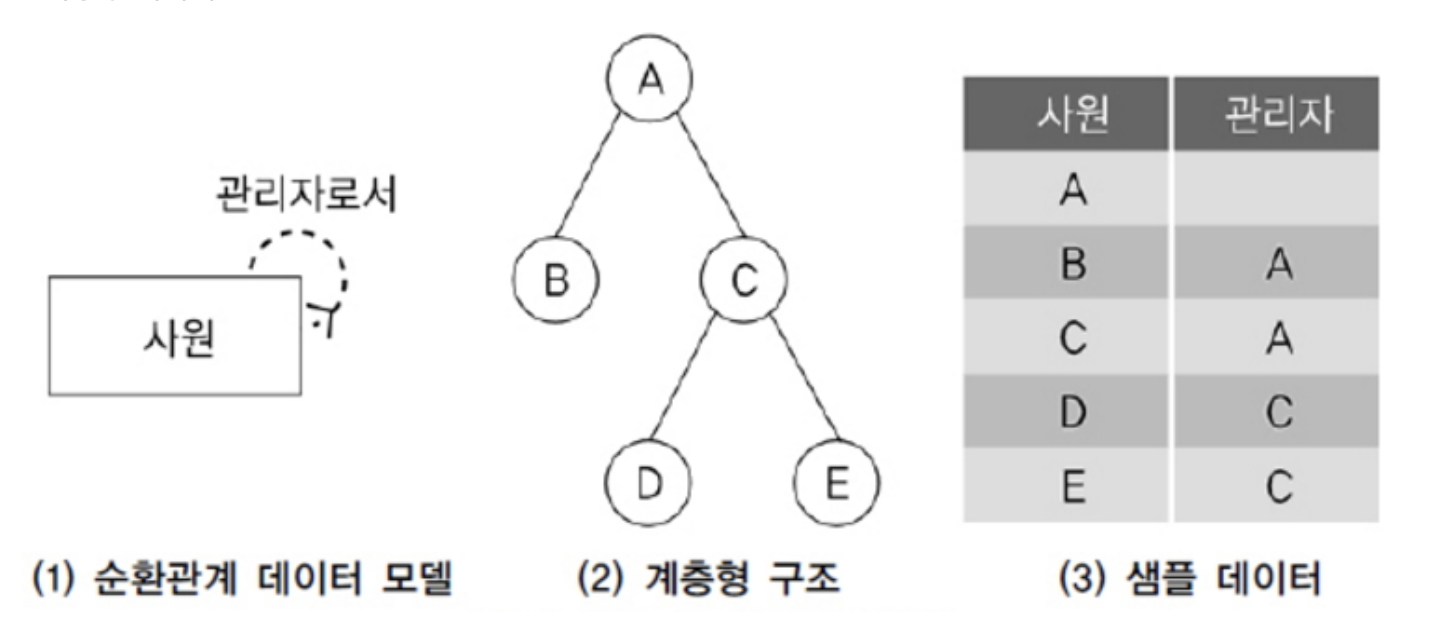 관리자로서
사원
(1) 순환관계 데이터 모델
A
B C
D E
(2) 계층형 구조
사원 관리자
A
B A
C A
D C
E C
(3) 샘플 데이터